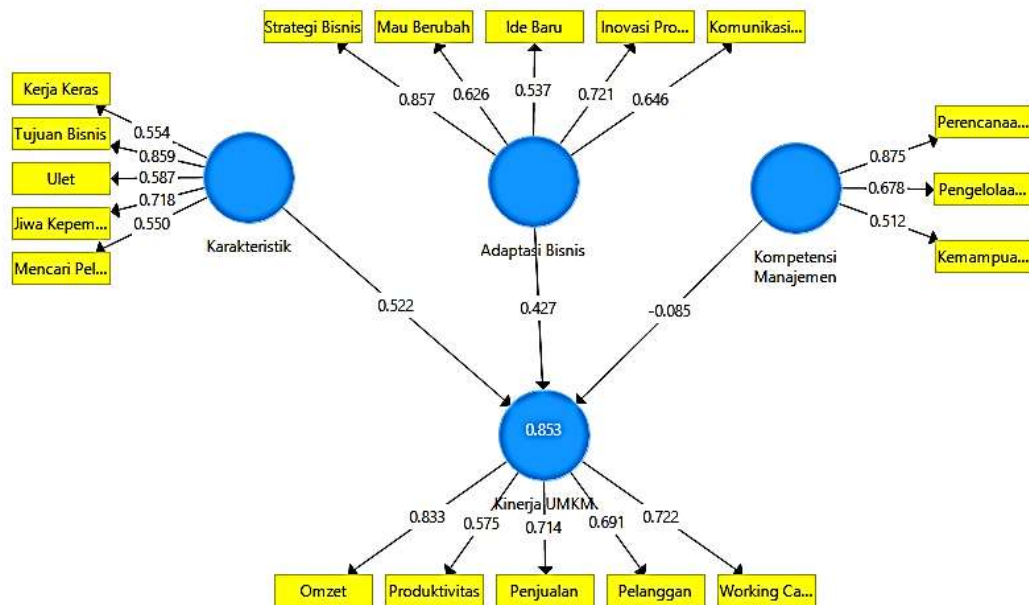 Strategi Bisnis
Mau Berubah
Ide Baru
Inovasi Pro...
Komunikasi...
Kerja Keras
Tujuan Bisnis
Ulet
Jiwa Kepem...
Mencari Pel...
0.554
0.859
0.587
0.718
0.550
0.857
0.626
0.537
0.721
0.646
Perencanaa...
Pengelolaa...
Kemampua...
0.875
0.678
0.512
Karakteristik
Adaptasi Bisnis
Kompetensi
Manajemen
0.522
0.427
-0.085
0.853
Kinerja UMKM
0.833
0.575
0.714
0.691
0.722
Omzet
Produktivitas
Penjualan
Pelanggan
Working Ca...